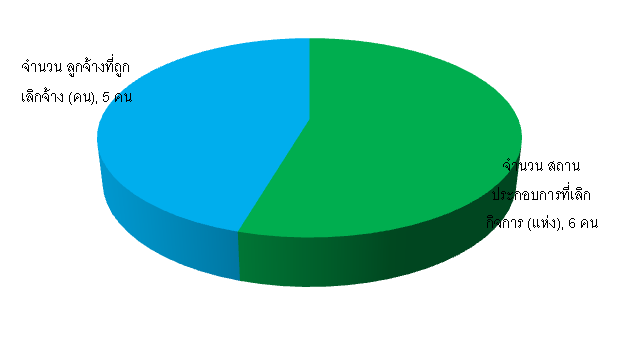 จำนวน ลูกจ้างที่ถูก
เลิกจ้าง (คน), 5 คน
จำนวน สถาน
ประกอบการที่เลิก
กิจการ (แห่ง), 6 คน